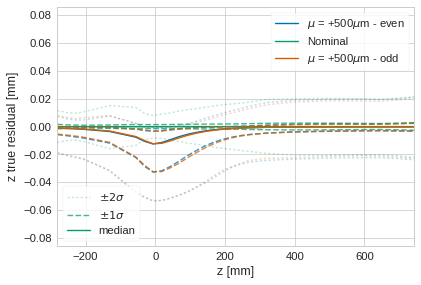 0.08
0.06
0.04
0.02
0.00
−0.02
−0.04
−0.06
−0.08
z true residual [mm]
μ = +500μm - even
Nominal
μ = +500μm - odd
±2σ
±1σ
median
−200
0
200
400
600
z [mm]